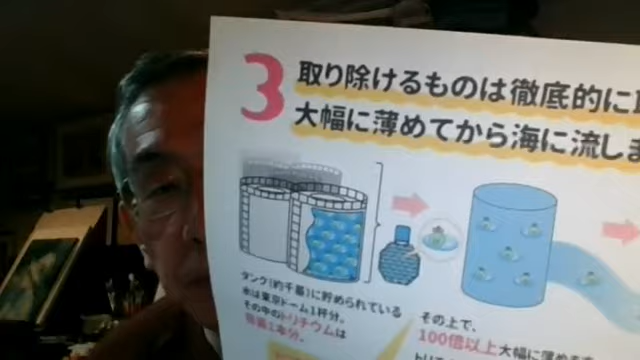 3
取り除けるものは徹底的に
大幅に薄めてから海に流しま
タンク(約千基)に貯められている
水は東京ドーム1杯分。
その中のトリチウムは
その上で、
100倍以上大幅に薄め